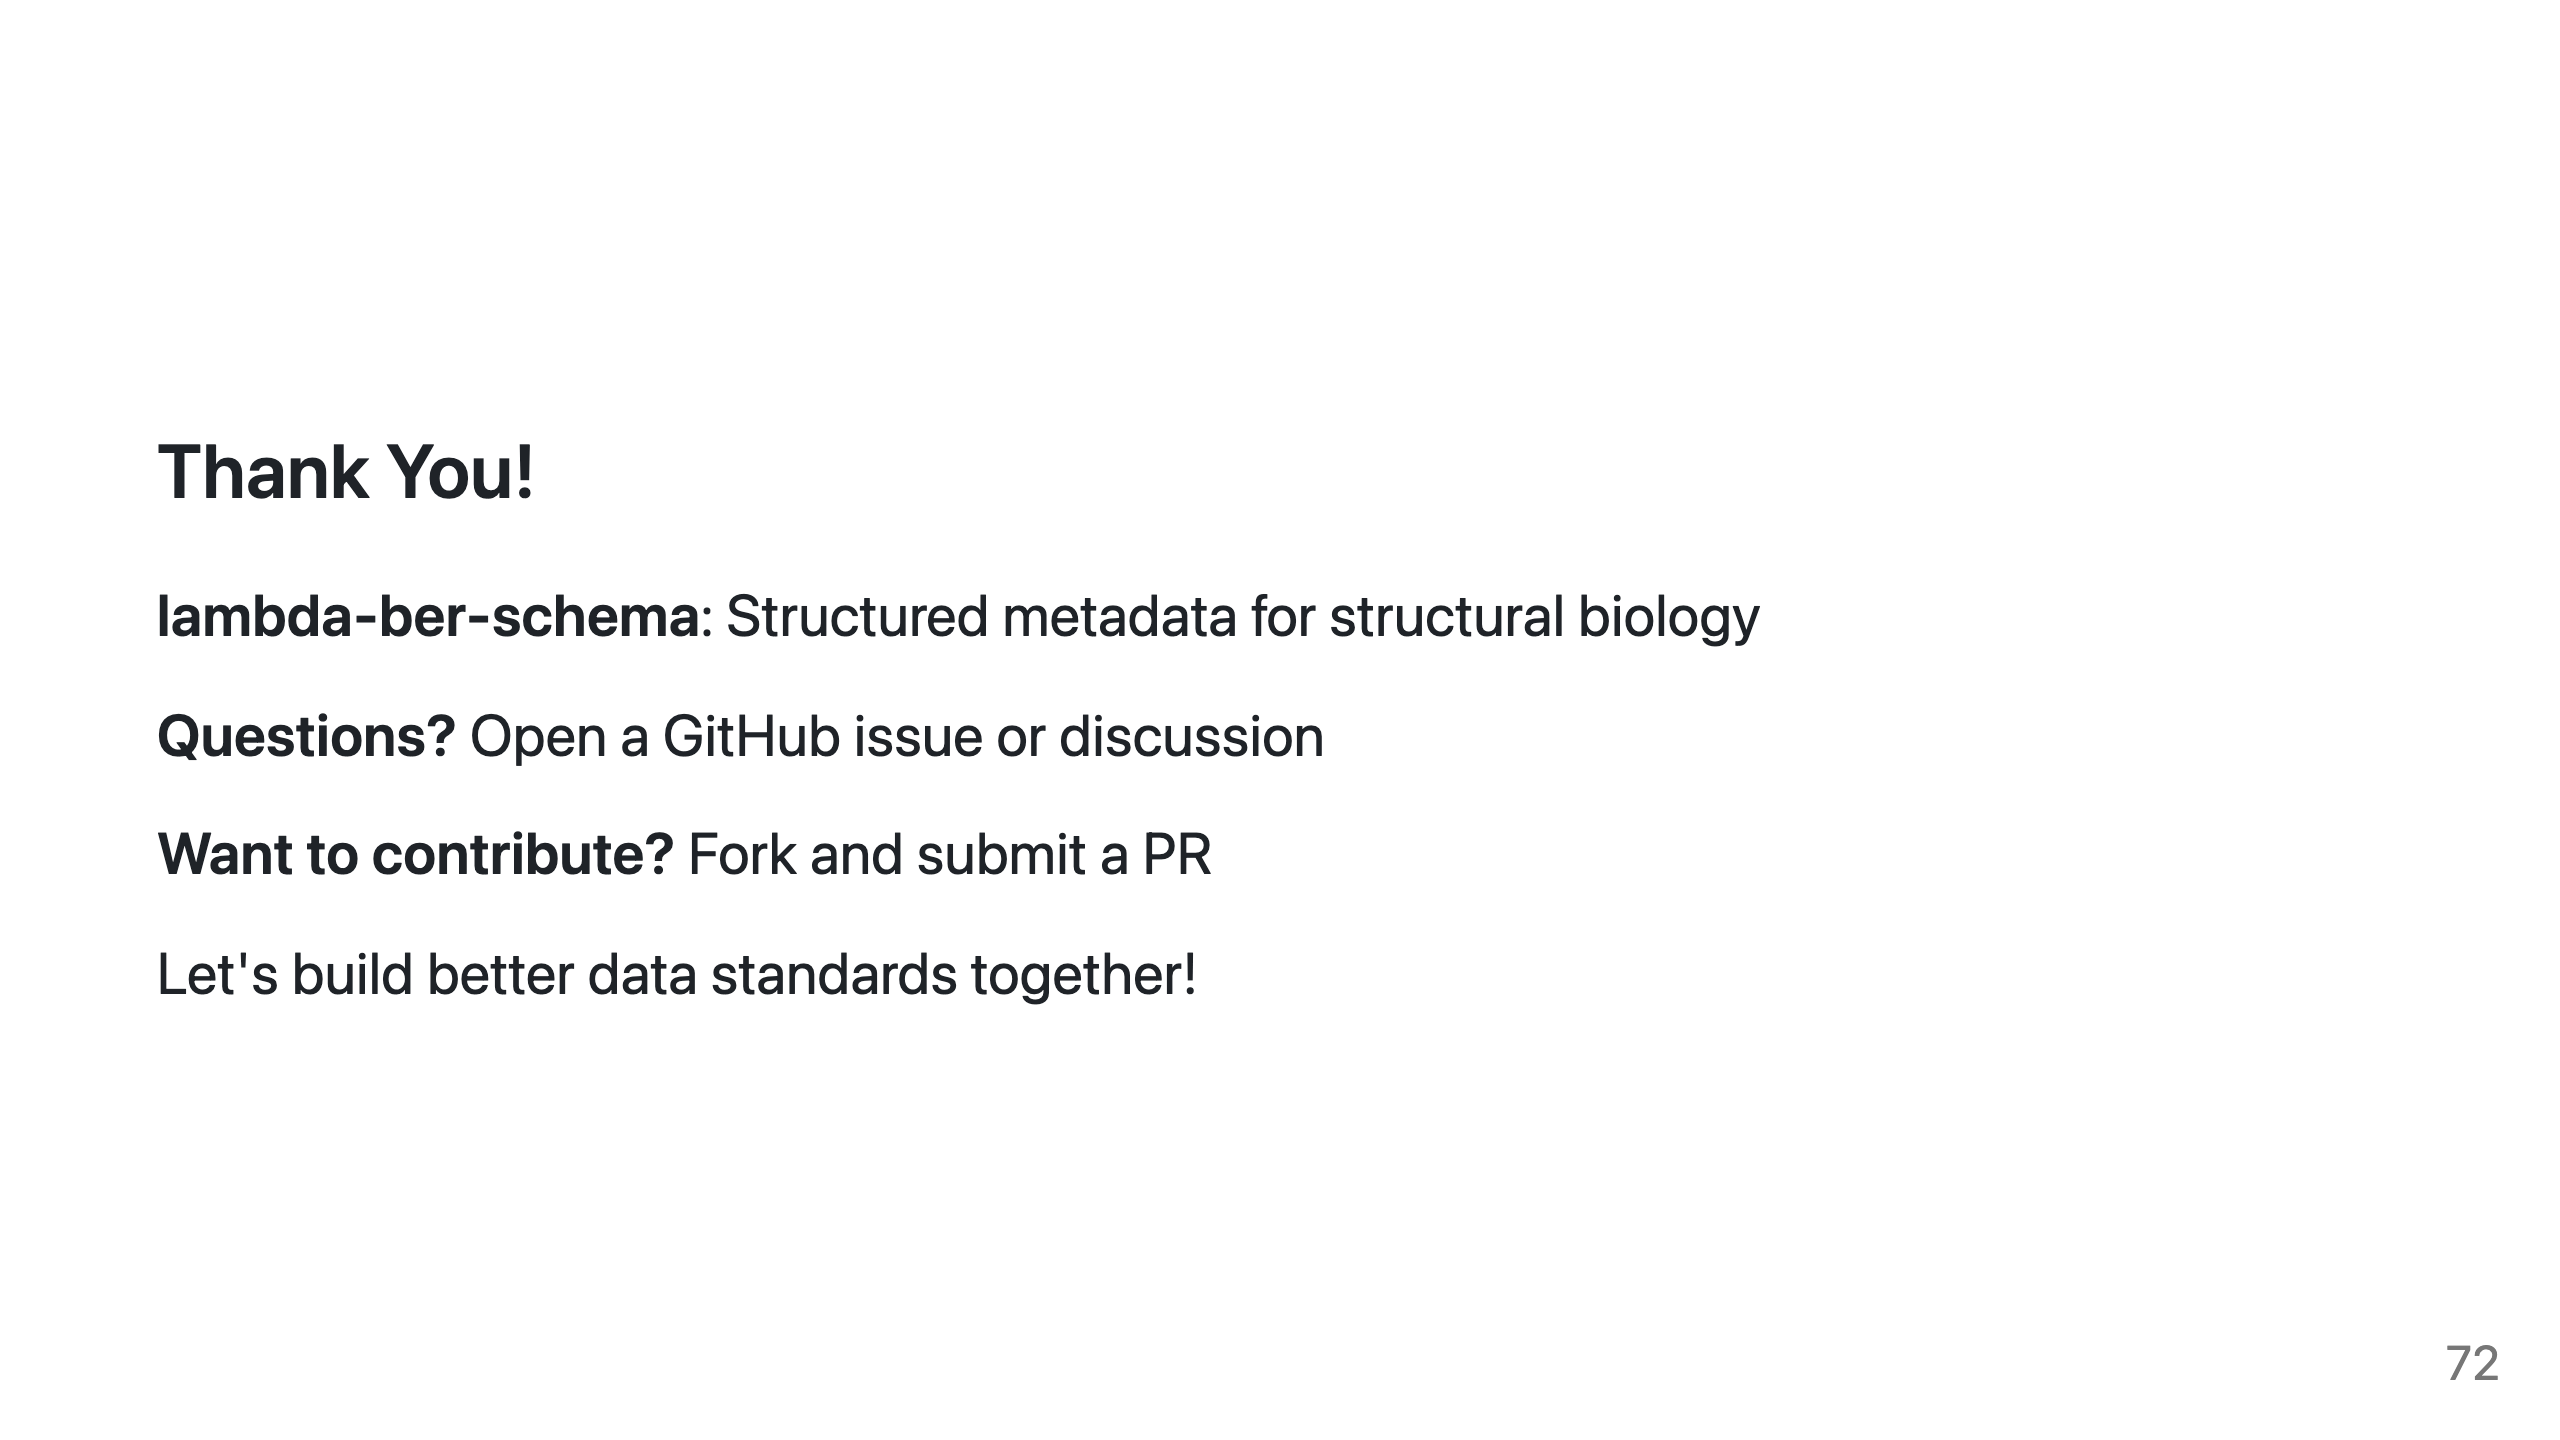 Thank You!
lambda-ber-schema: Structured metadata for structural biology
Questions? Open a GitHub issue or discussion
Want to contribute? Fork and submit a PR
Let's build better data standards together!
72